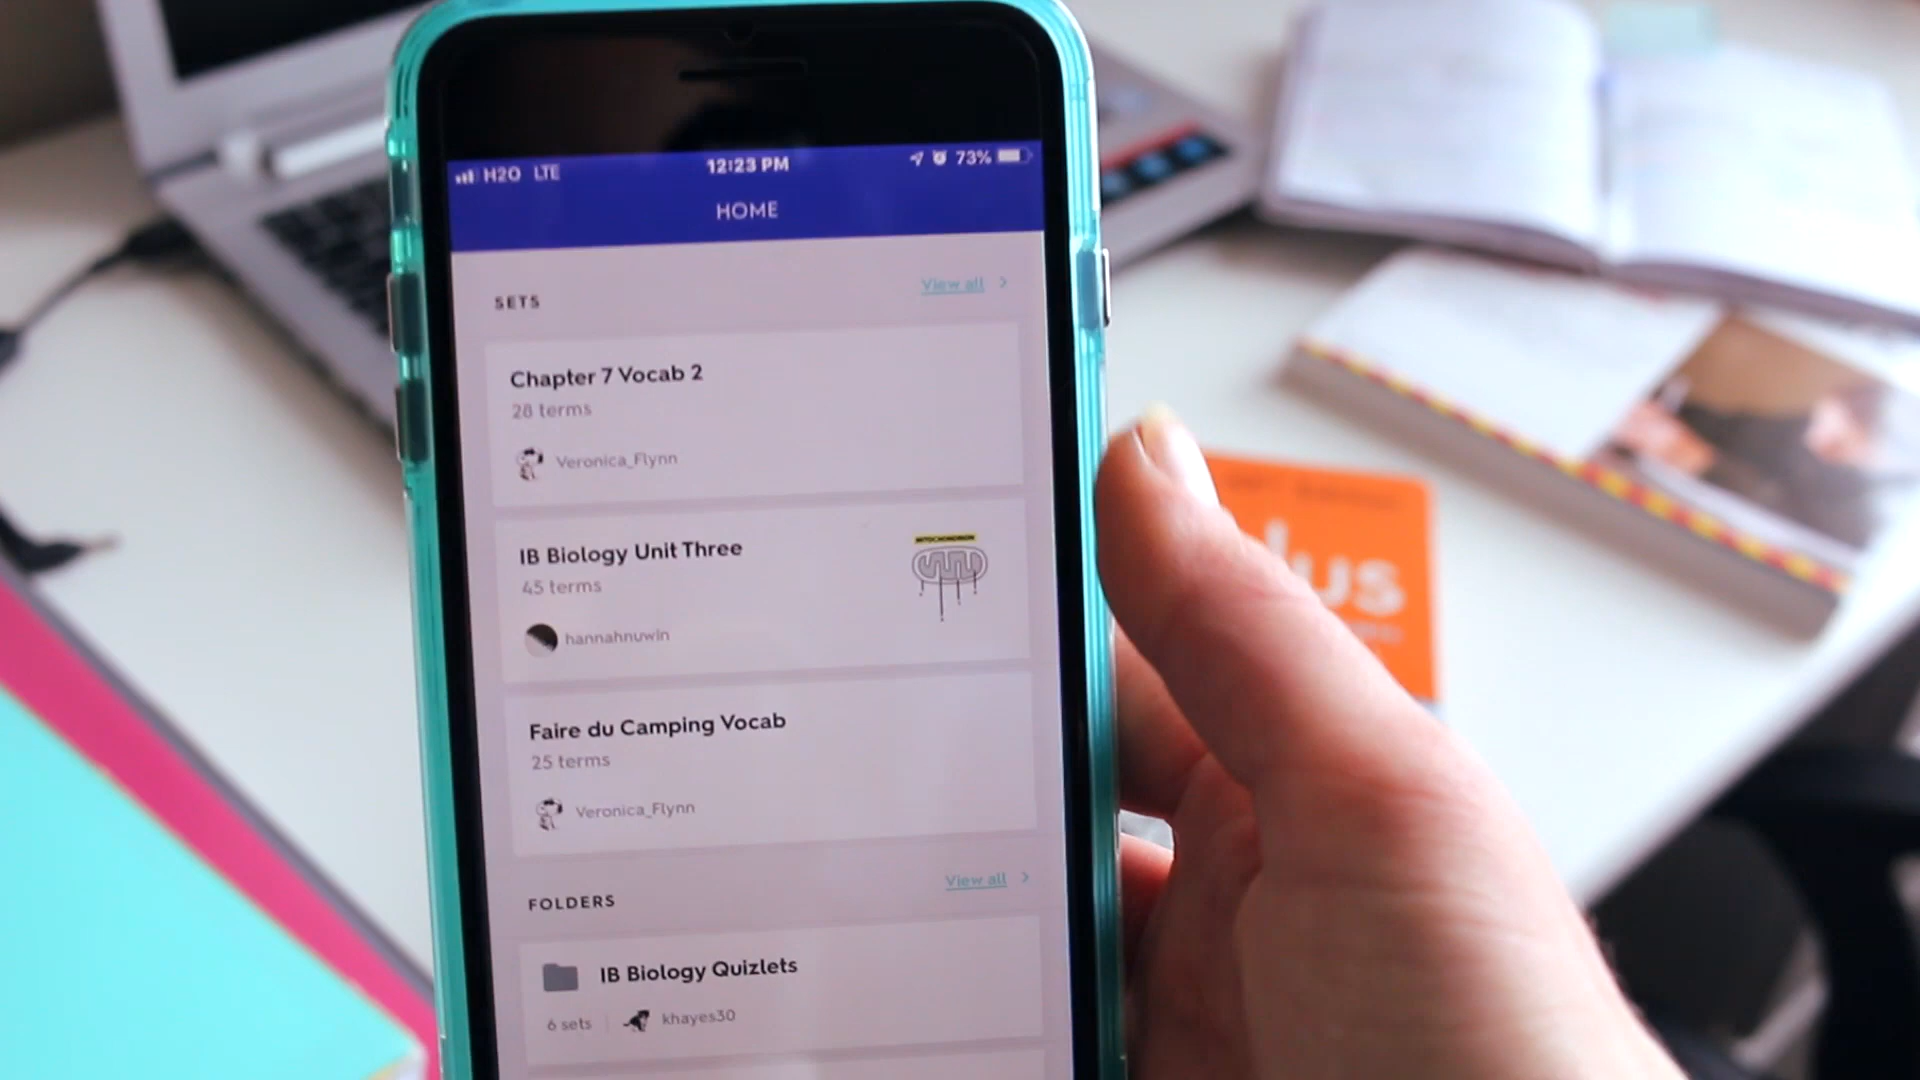 H2O LTE 12:23 PM 73%
HOME
SETS
View all >
Chapter 7 Vocab 2
28 terms
Veronica_Flynn
IB Biology Unit Three
MITOCHONDRION
45 terms
hannahnuwin
Faire du Camping Vocab
25 terms
Veronica_Flynn
FOLDERS
View all >
IB Biology Quizlets
6 sets
khayes30
lus